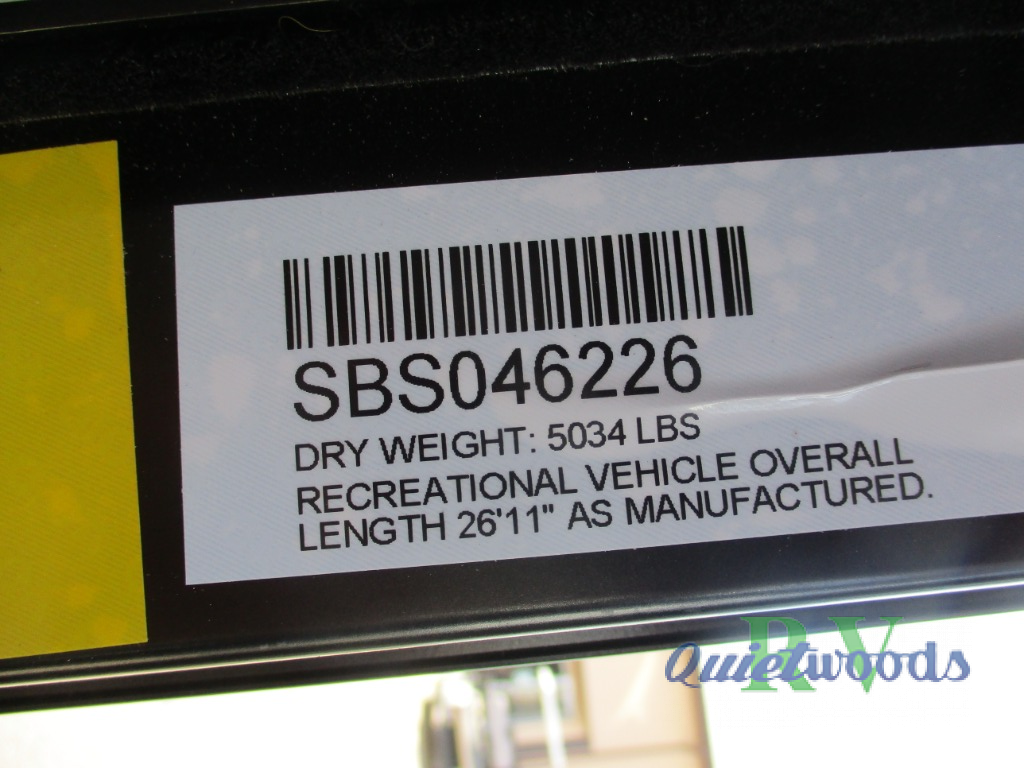 SBS046226
DRY WEIGHT: 5034 LBS
RECREATIONAL VEHICLE OVERALL
LENGTH 26'11" AS MANUFACTURED.
RV
Quietwoods